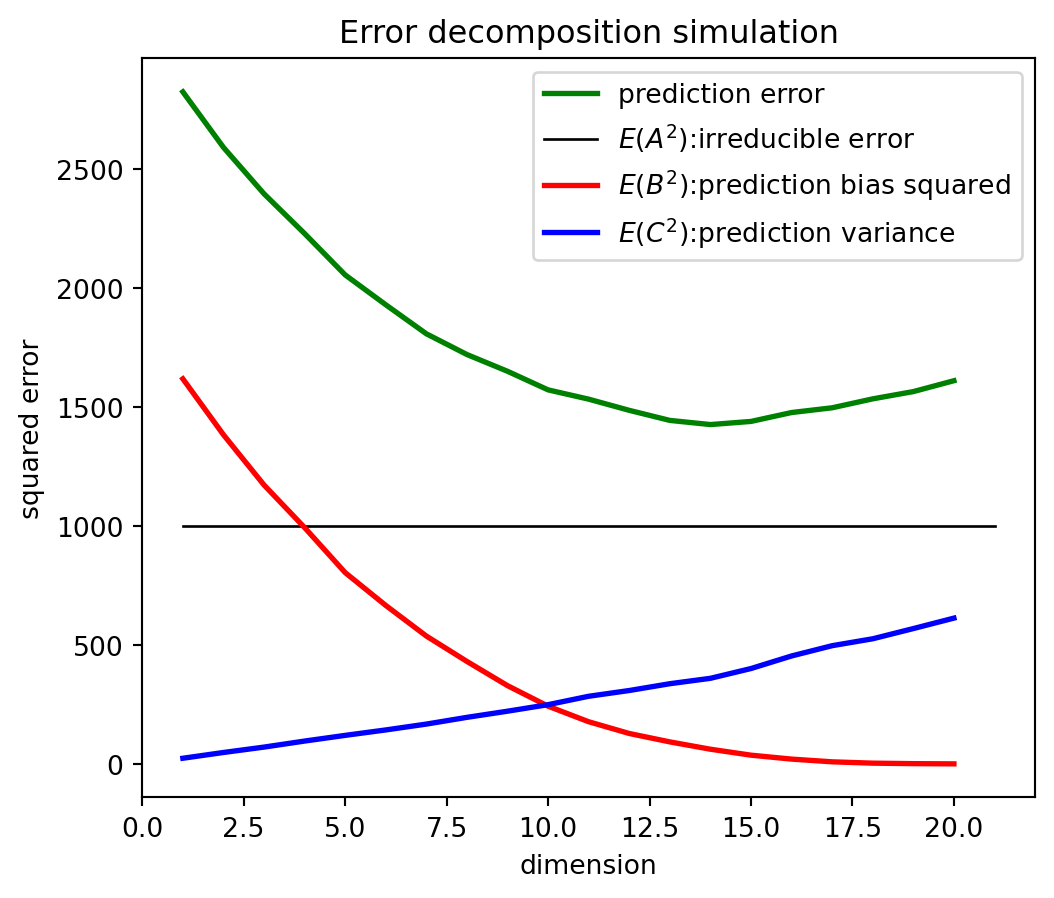 Error decomposition simulation
prediction error
E(A²):irreducible error
E(B²):prediction bias squared
E(C²):prediction variance
squared error
2500
2000
1500
1000
500
0
0.0 2.5 5.0 7.5 10.0 12.5 15.0 17.5 20.0
dimension